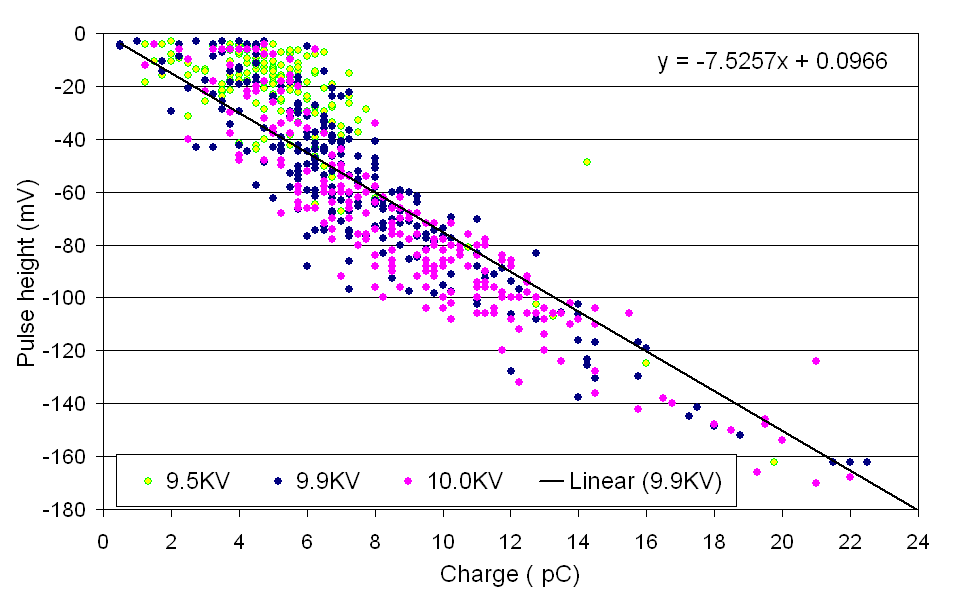 y = -7.5257x + 0.0966
0
-20
-40
-60
-80
-100
-120
-140
-160
-180
Pulse height (mV)
9.5KV 9.9KV 10.0KV Linear (9.9KV)
0 2 4 6 8 10 12 14 16 18 20 22 24
Charge ( pC)